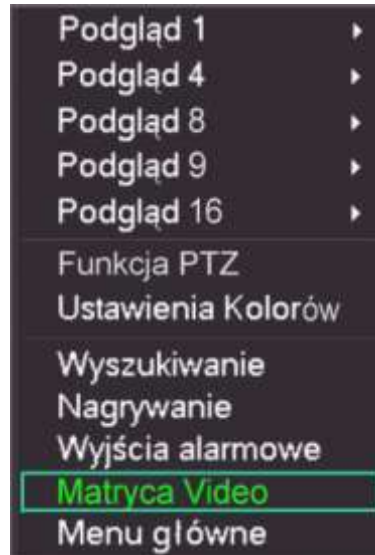 Podgląd 1
Podgląd 4
Podgląd 8
Podgląd 9
Podgląd 16
Funkcja PTZ
Ustawienia Kolorów
Wyszukiwanie
Nagrywanie
Wyjścia alarmowe
Matryca Video
Menu główne